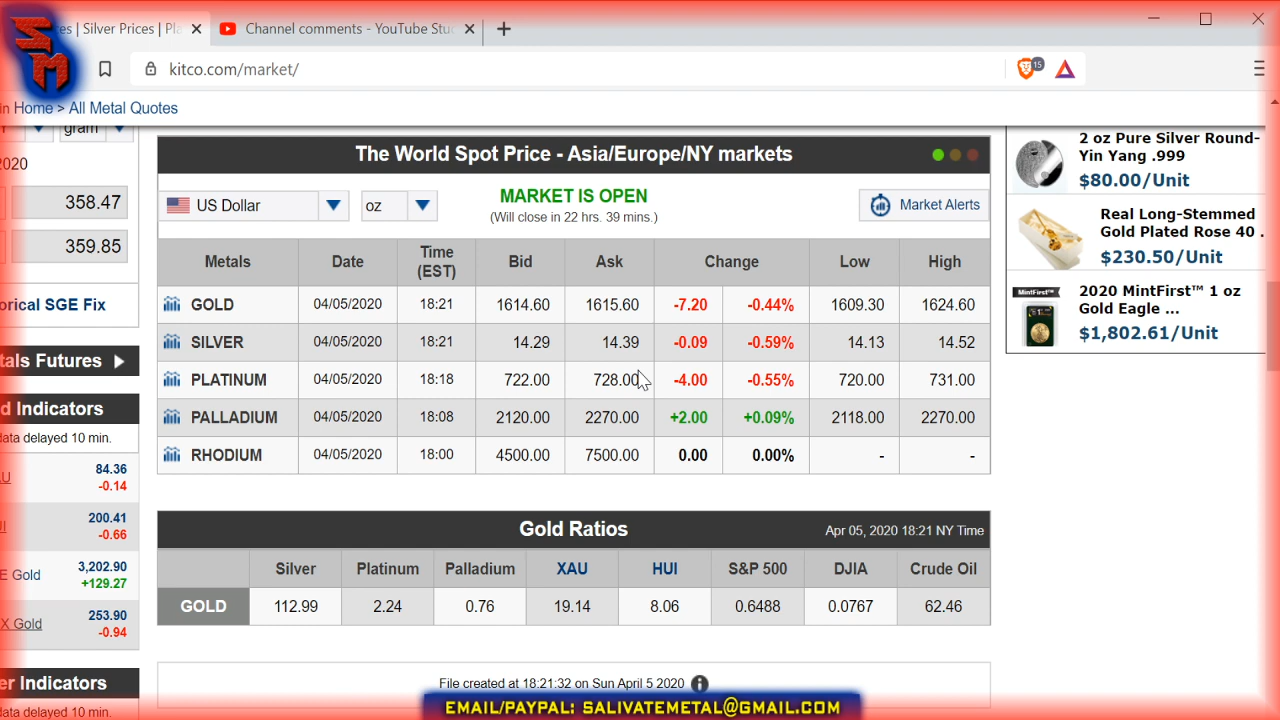 ces | Silver Prices | Pla
Channel comments - YouTube Stud
SM
kitco.com/market/
15
in Home > All Metal Quotes
gram
2020
358.47
359.85
orical SGE Fix
tals Futures
d Indicators
data delayed 10 min.
U
84.36
-0.14
UI
200.41
-0.66
E Gold
3,202.90
+129.27
X Gold
253.90
-0.94
er Indicators
data delayed 10 min.
The World Spot Price - Asia/Europe/NY markets
US Dollar
oz
MARKET IS OPEN
(Will close in 22 hrs. 39 mins.)
Market Alerts
Metals Date Time (EST) Bid Ask Change Low High
GOLD 04/05/2020 18:21 1614.60 1615.60 -7.20 -0.44% 1609.30 1624.60
SILVER 04/05/2020 18:21 14.29 14.39 -0.09 -0.59% 14.13 14.52
PLATINUM 04/05/2020 18:18 722.00 728.00 -4.00 -0.55% 720.00 731.00
PALLADIUM 04/05/2020 18:08 2120.00 2270.00 +2.00 +0.09% 2118.00 2270.00
RHODIUM 04/05/2020 18:00 4500.00 7500.00 0.00 0.00% - -
Gold Ratios
Apr 05, 2020 18:21 NY Time
Silver Platinum Palladium XAU HUI S&P 500 DJIA Crude Oil
GOLD 112.99 2.24 0.76 19.14 8.06 0.6488 0.0767 62.46
File created at 18:21:32 on Sun April 5 2020
2 oz Pure Silver Round-
Yin Yang .999
$80.00/Unit
Real Long-Stemmed
Gold Plated Rose 40 .
$230.50/Unit
MintFirst™
2020 MintFirst™ 1 oz
Gold Eagle ...
$1,802.61/Unit
EMAIL/PAYPAL: SALIVATEMETAL@GMAIL.COM